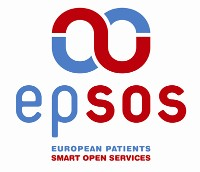 epsos
EUROPEAN PATIENTS
SMART OPEN SERVICES